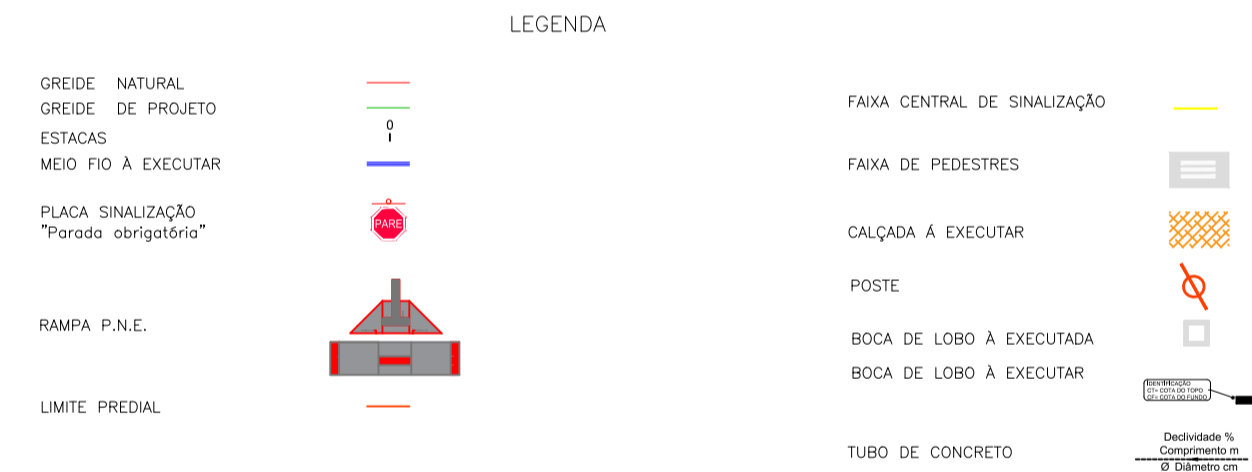 LEGENDA
GREIDE NATURAL
GREIDE DE PROJETO
ESTACAS
0
MEIO FIO À EXECUTAR
PLACA SINALIZAÇÃO
"Parada obrigatória"
PARE
RAMPA P.N.E.
LIMITE PREDIAL
FAIXA CENTRAL DE SINALIZAÇÃO
FAIXA DE PEDESTRES
CALÇADA Á EXECUTAR
POSTE
BOCA DE LOBO À EXECUTADA
BOCA DE LOBO À EXECUTAR
IDENTIFICAÇÃO
CT= COTA DO TOPO
CF= COTA DO FUNDO
TUBO DE CONCRETO
Declividade %
Comprimento m
Ø Diâmetro cm